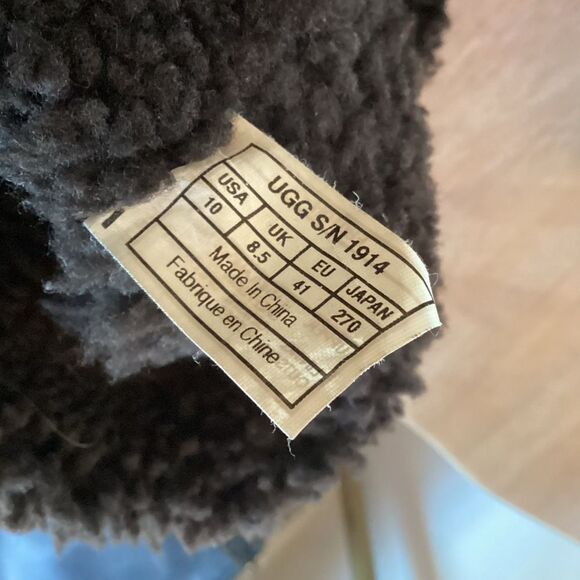 UGG S/N 1914
USA UK EU JAPAN
10 8.5 41 270
Made in China
Fabrique en Chine